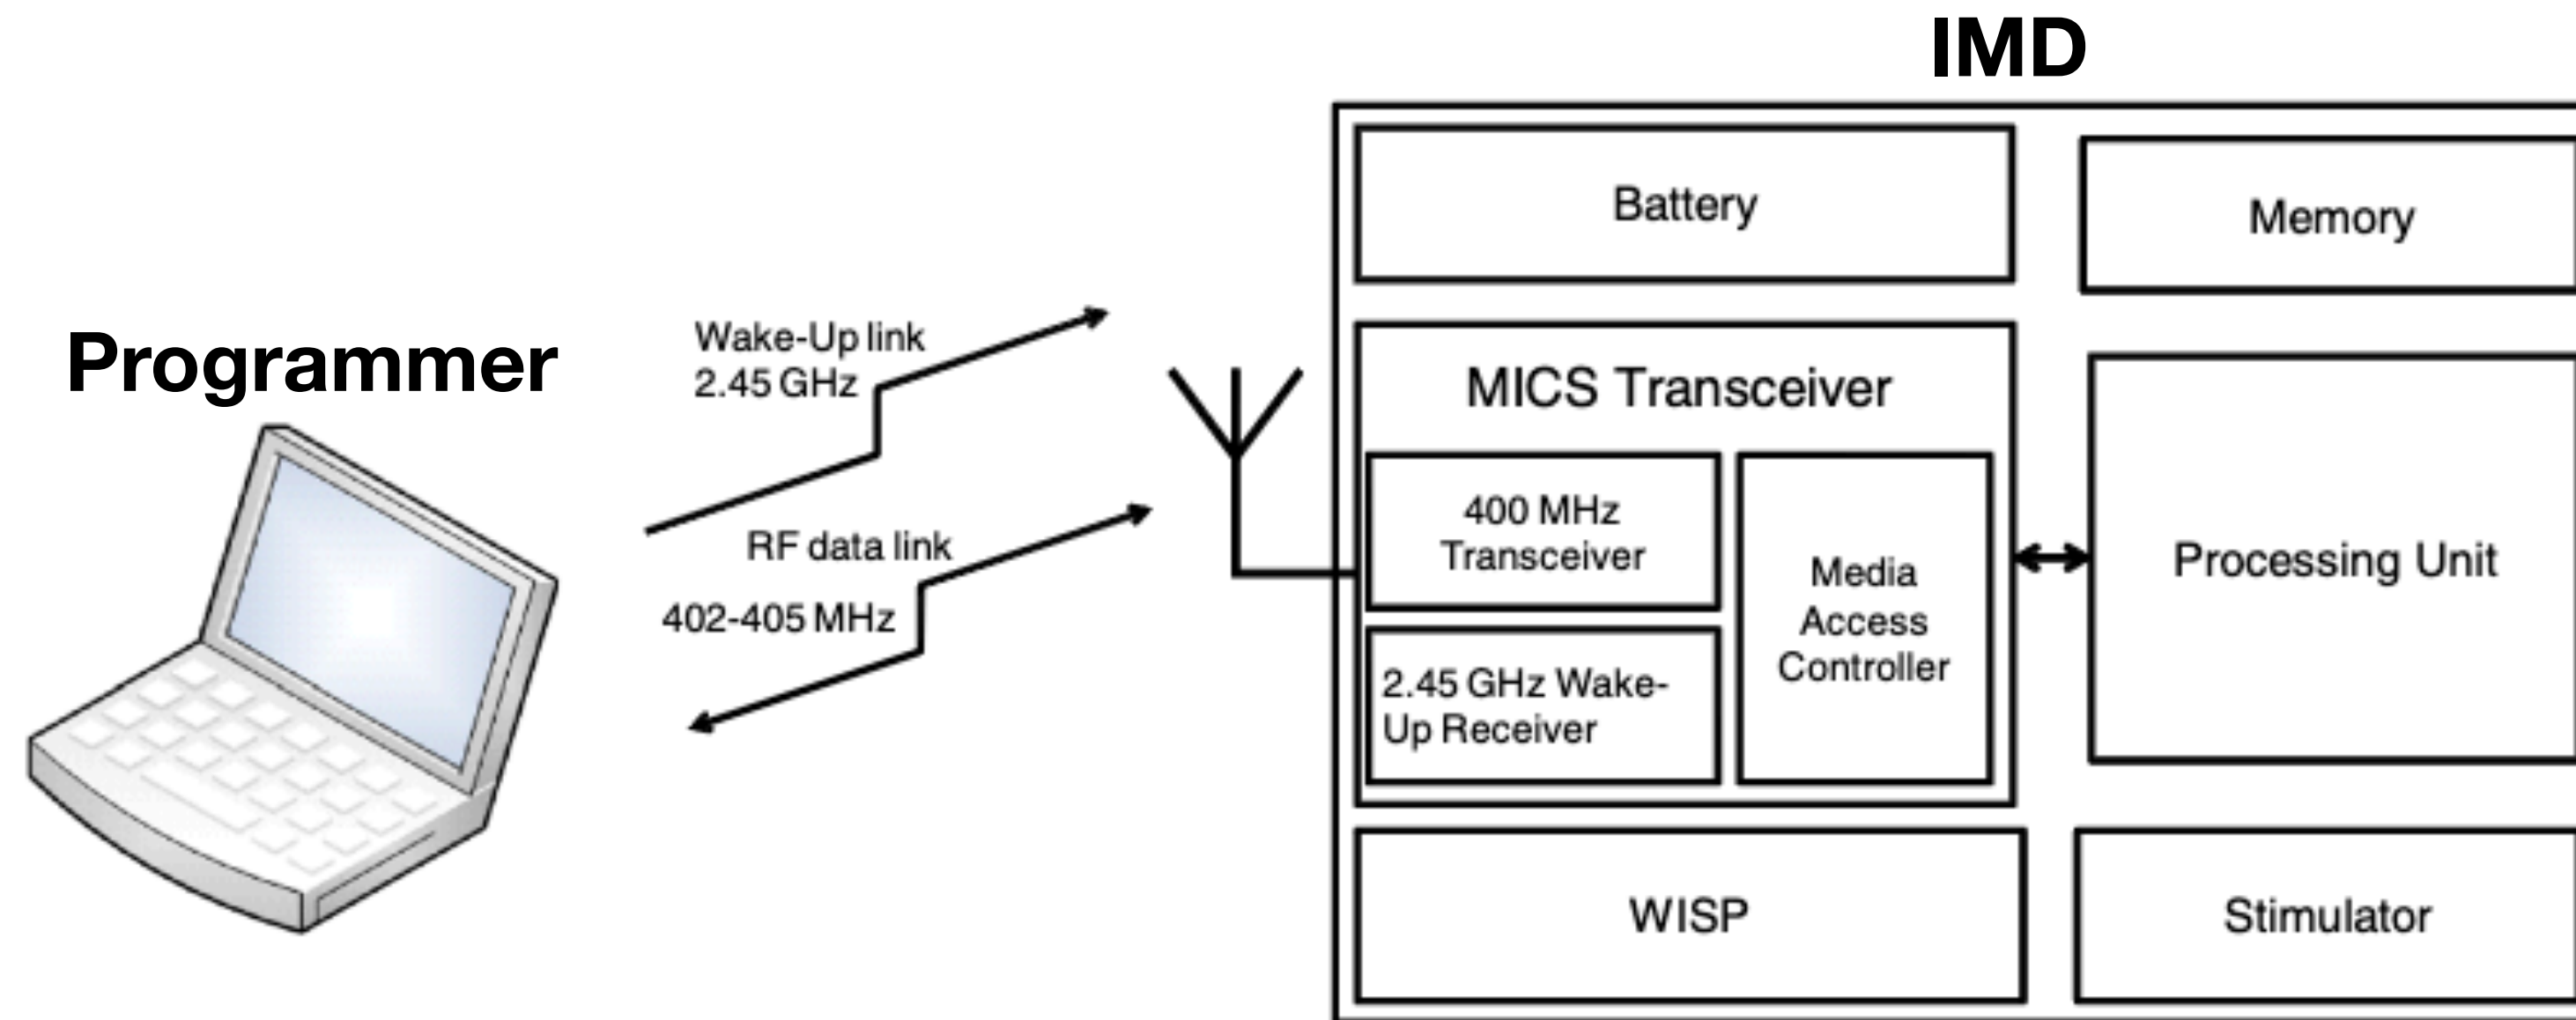 IMD
Programmer
Wake-Up link
2.45 GHz
RF data link
402-405 MHz
Battery
Memory
MICS Transceiver
400 MHz
Transceiver
2.45 GHz Wake-
Up Receiver
Media
Access
Controller
Processing Unit
WISP
Stimulator